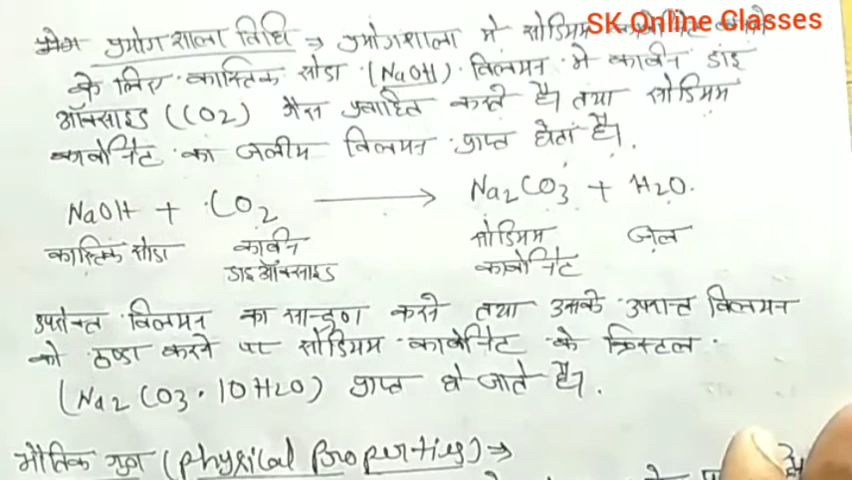 SK Online Classes
प्रयोगशाला विधि → प्रयोगशाला मे सोडियम
के लिए कास्तिक सोडा (NaOH) विलयन मे कार्बन डाइ
ऑक्साइड (CO2) गैस प्रवाहित करते है। तथा सोडियम
कार्बोनेट का जलीय विलयन प्राप्त होता है।
NaOH + CO2 → Na2CO3 + H2O.
कास्टिक सोडा कार्बन सोडियम जल
डाइऑक्साइड कार्बोनेट
उपरोक्त विलयन का सान्द्रण करने तथा उसके उपरान्त विलयन
को ठण्डा करने पर सोडियम कार्बोनेट के क्रिस्टल
(Na2CO3·10H2O) प्राप्त हो जाते है।
भौतिक गुण (Physical Properties) ⇒